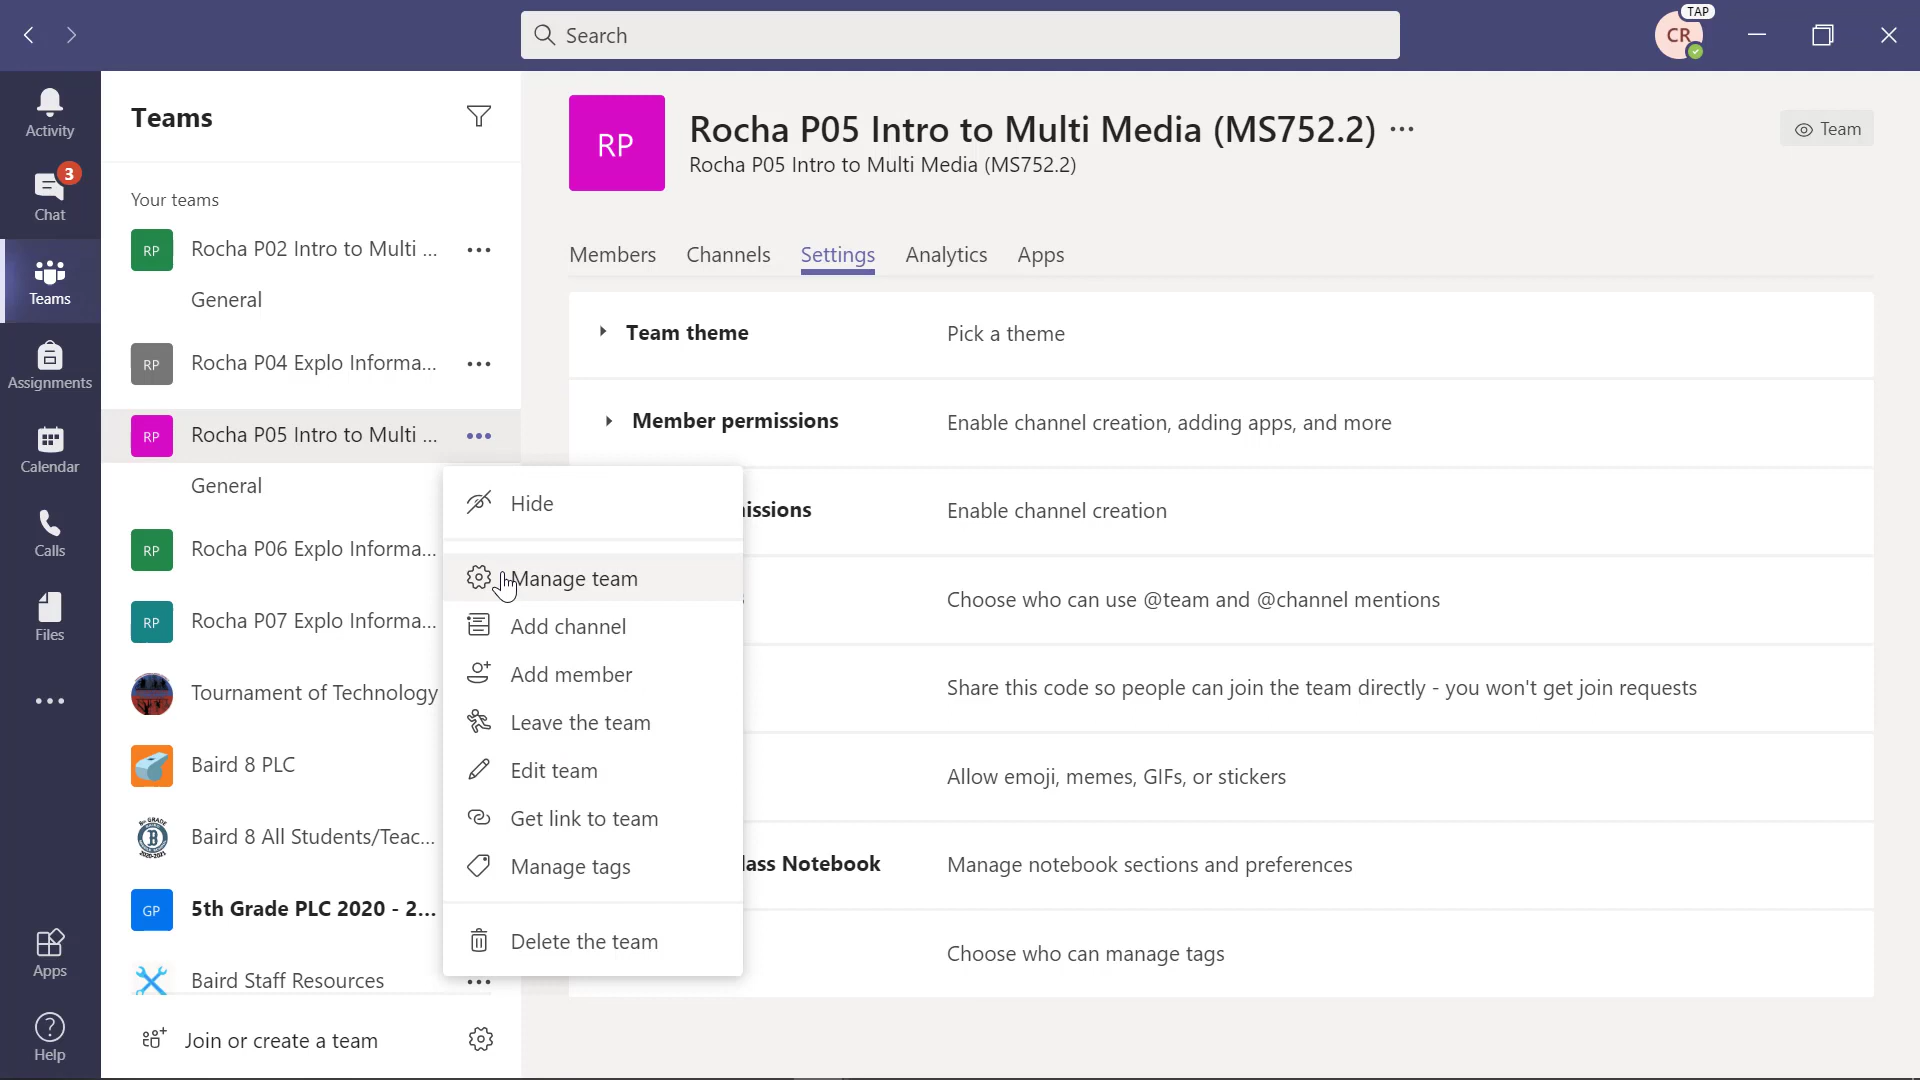 Search
TAP
CR
Activity
3
Chat
Teams
Assignments
Calendar
Calls
Files
Apps
Help
Teams
Your teams
RP Rocha P02 Intro to Multi ...
General
RP Rocha P04 Explo Informa...
RP Rocha P05 Intro to Multi ...
General
RP Rocha P06 Explo Informa...
RP Rocha P07 Explo Informa...
Tournament of Technology
Baird 8 PLC
B Baird 8 All Students/Teac...
GP 5th Grade PLC 2020 - 2...
Baird Staff Resources
Join or create a team
Hide
Manage team
Add channel
Add member
Leave the team
Edit team
Get link to team
Manage tags
Delete the team
RP
Rocha P05 Intro to Multi Media (MS752.2) ...
Rocha P05 Intro to Multi Media (MS752.2)
Team
Members Channels Settings Analytics Apps
Team theme Pick a theme
Member permissions Enable channel creation, adding apps, and more
issions Enable channel creation
Choose who can use @team and @channel mentions
Share this code so people can join the team directly - you won't get join requests
Allow emoji, memes, GIFs, or stickers
lass Notebook Manage notebook sections and preferences
Choose who can manage tags